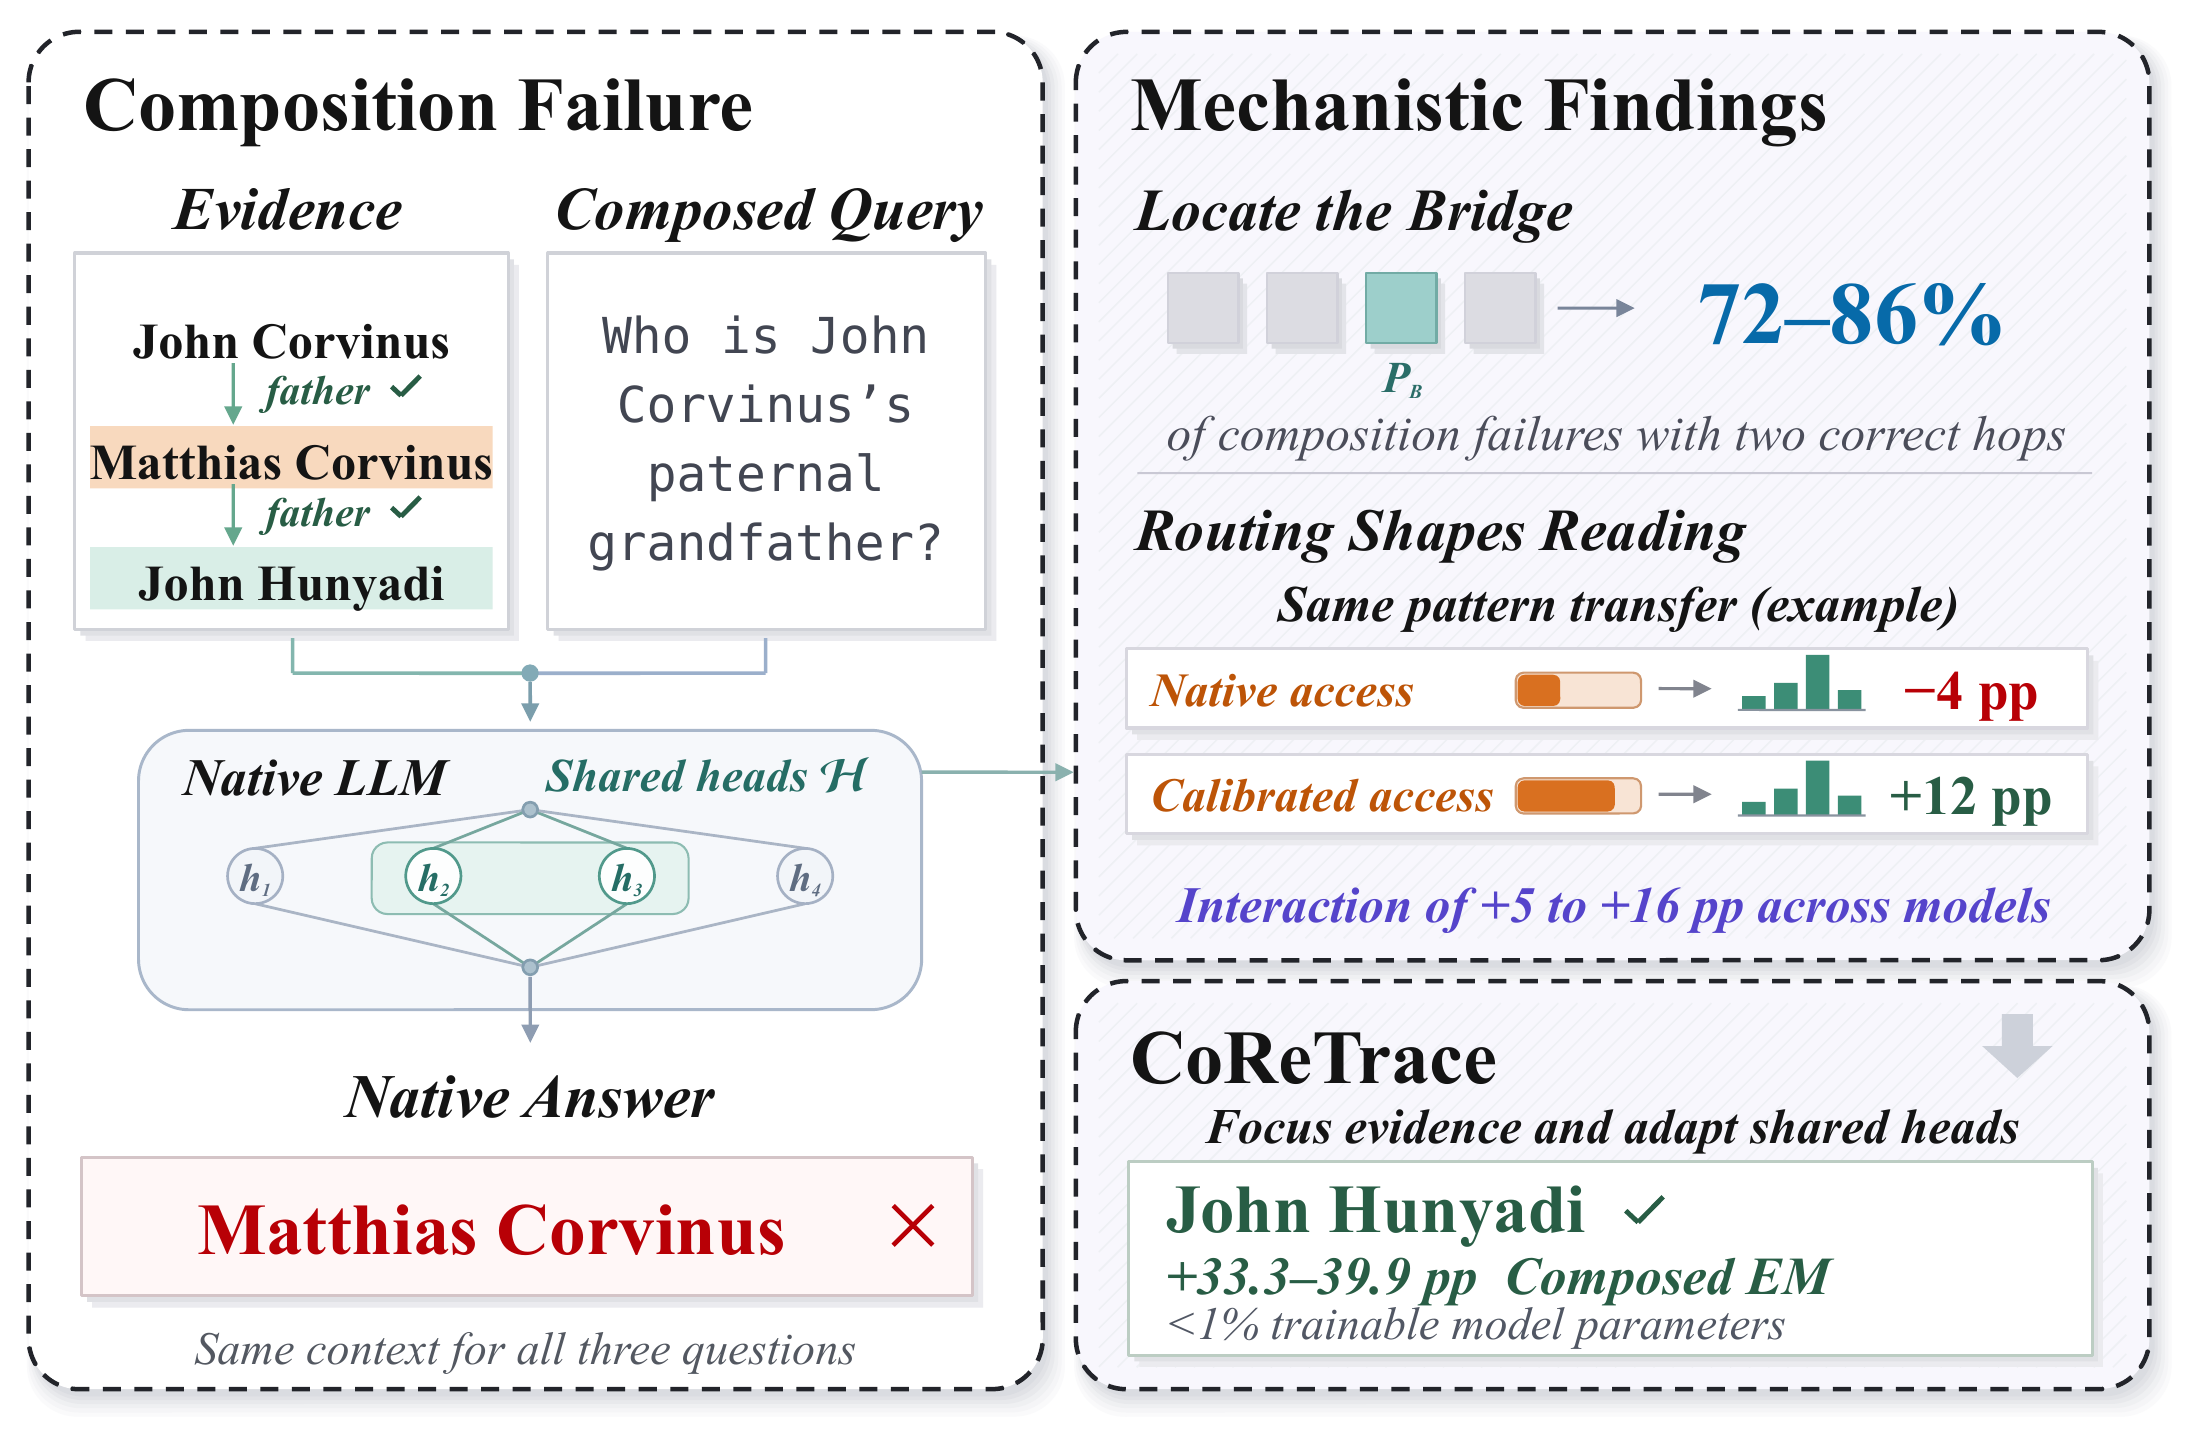 Composition Failure
Evidence
John Corvinus
father ✓
Matthias Corvinus
father ✓
John Hunyadi
Composed Query
Who is John
Corvinus’s
paternal
grandfather?
Native LLM
Shared heads ℋ
h₁
h₂
h₃
h₄
Native Answer
Matthias Corvinus ×
Same context for all three questions
Mechanistic Findings
Locate the Bridge
P_B
72–86%
of composition failures with two correct hops
Routing Shapes Reading
Same pattern transfer (example)
Native access −4 pp
Calibrated access +12 pp
Interaction of +5 to +16 pp across models
CoReTrace
Focus evidence and adapt shared heads
John Hunyadi ✓
+33.3–39.9 pp Composed EM
<1% trainable model parameters